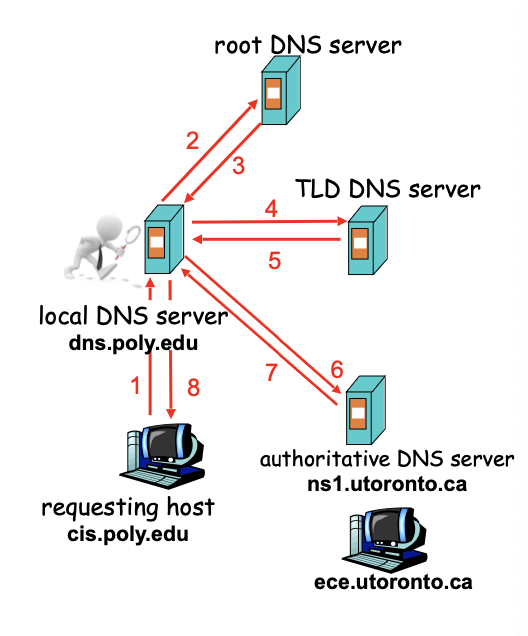 root DNS server
2
3
TLD DNS server
4
5
local DNS server
dns.poly.edu
6
7
1
8
authoritative DNS server
ns1.utoronto.ca
requesting host
cis.poly.edu
ece.utoronto.ca